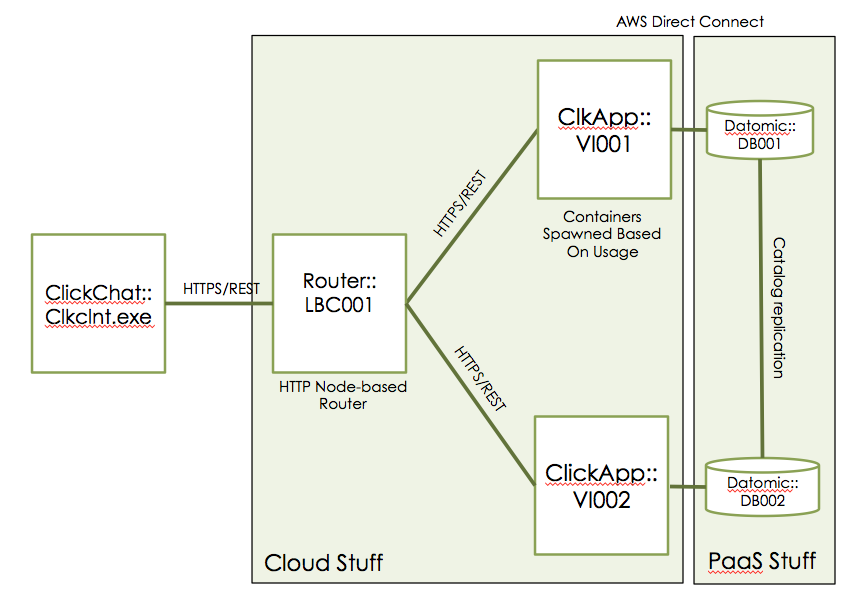 AWS Direct Connect
ClkApp::
VI001
Datomic::
DB001
HTTPS/REST
Containers
Spawned Based
On Usage
ClickChat::
Clkclnt.exe
HTTPS/REST
Router::
LBC001
HTTP Node-based
Router
Catalog replication
HTTPS/REST
ClickApp::
VI002
Datomic::
DB002
Cloud Stuff
PaaS Stuff